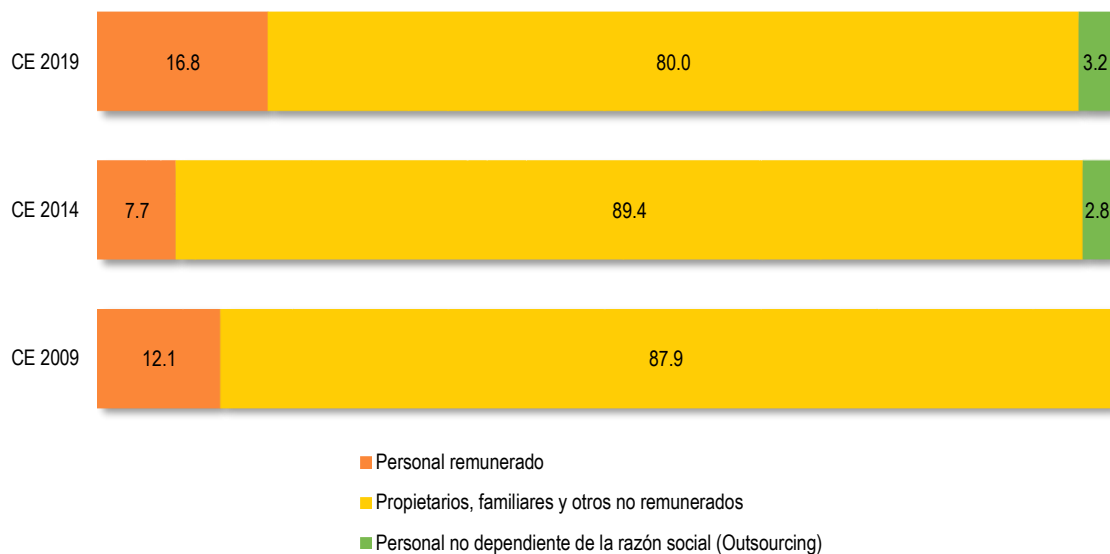 CE 2019 16.8 80.0 3.2
CE 2014 7.7 89.4 2.8
CE 2009 12.1 87.9
Personal remunerado
Propietarios, familiares y otros no remunerados
Personal no dependiente de la razón social (Outsourcing)